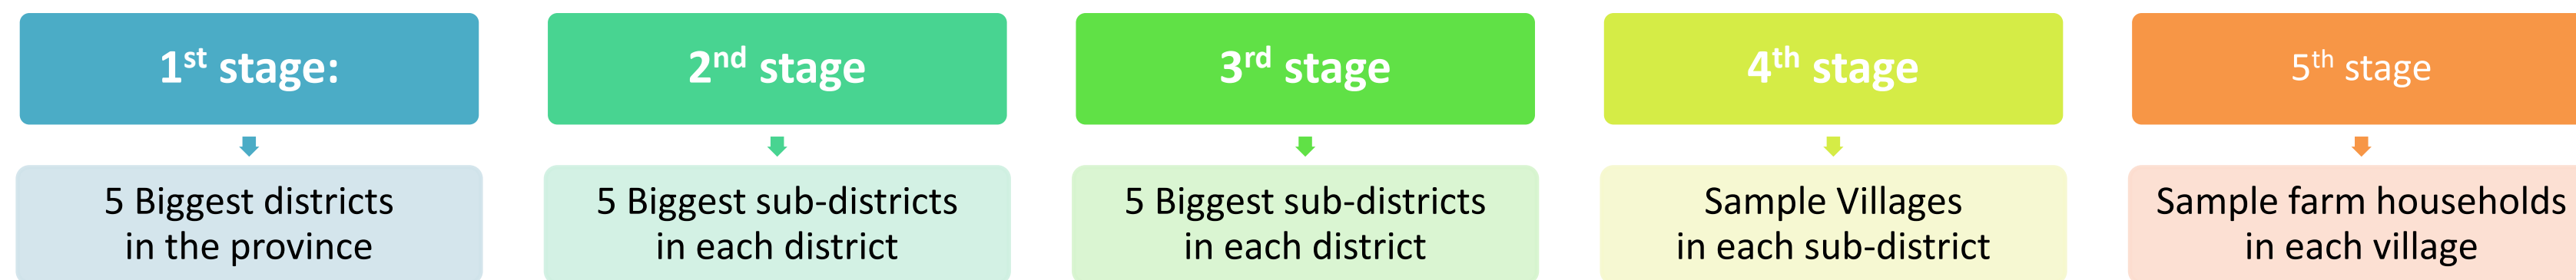 1st stage:
5 Biggest districts
in the province
2nd stage
5 Biggest sub-districts
in each district
3rd stage
5 Biggest sub-districts
in each district
4th stage
Sample Villages
in each sub-district
5th stage
Sample farm households
in each village